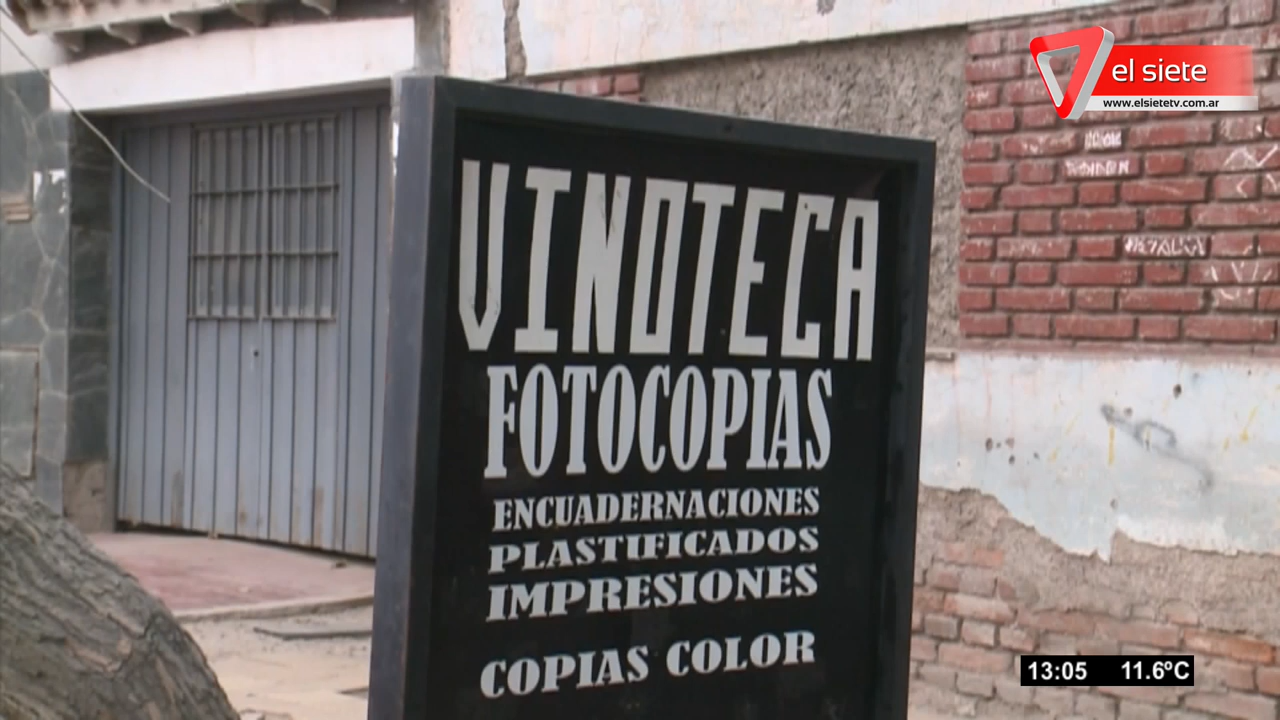 el siete
www.elsietetv.com.ar
VINOTECA
FOTOCOPIAS
ENCUADERNACIONES
PLASTIFICADOS
IMPRESIONES
COPIAS COLOR
13:05 11.6ºC